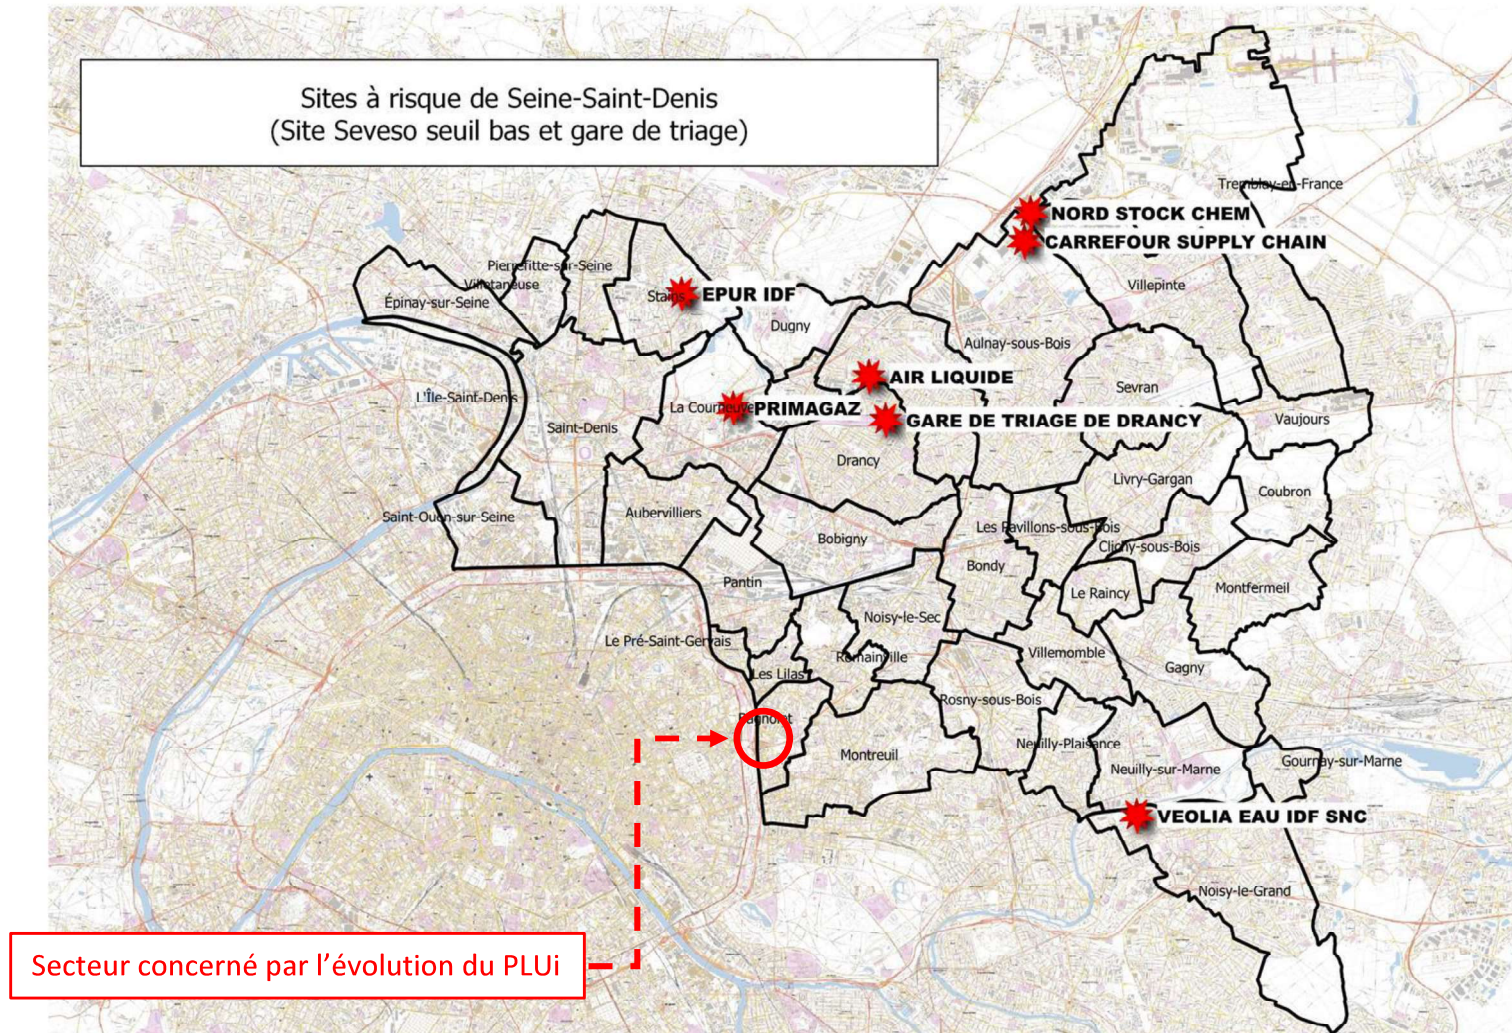 Sites à risque de Seine-Saint-Denis
(Site Seveso seuil bas et gare de triage)
Tremblay-en-France
NORD STOCK CHEM
CARREFOUR SUPPLY CHAIN
Pierrefitte-sur-Seine
Villetaneuse
Épinay-sur-Seine
Stains
EPUR IDF
Villepinte
Dugny
Aulnay-sous-Bois
AIR LIQUIDE
Sevran
L'Île-Saint-Denis
La Courneuve
PRIMAGAZ
GARE DE TRIAGE DE DRANCY
Vaujours
Saint-Denis
Drancy
Livry-Gargan
Coubron
Saint-Ouen-sur-Seine
Aubervilliers
Bobigny
Les Pavillons-sous-Bois
Clichy-sous-Bois
Pantin
Bondy
Le Raincy
Montfermeil
Noisy-le-Sec
Le Pré-Saint-Gervais
Romainville
Villemomble
Gagny
Les Lilas
Rosny-sous-Bois
Bagnolet
Montreuil
Neuilly-Plaisance
Neuilly-sur-Marne
Gournay-sur-Marne
VEOLIA EAU IDF SNC
Noisy-le-Grand
Secteur concerné par l'évolution du PLUi